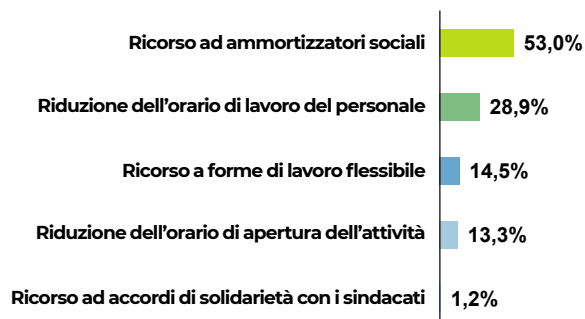 Ricorso ad ammortizzatori sociali 53,0%
Riduzione dell'orario di lavoro del personale 28,9%
Ricorso a forme di lavoro flessibile 14,5%
Riduzione dell'orario di apertura dell'attività 13,3%
Ricorso ad accordi di solidarietà con i sindacati 1,2%